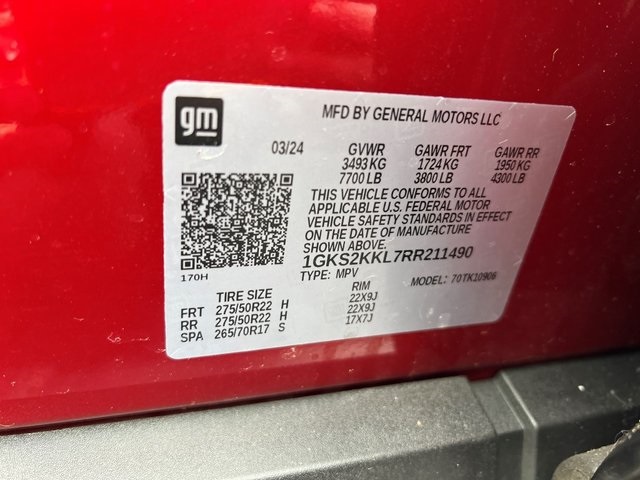 gm
MFD BY GENERAL MOTORS LLC
03/24 GVWR GAWR FRT GAWR RR
3493 KG 1724 KG 1950 KG
7700 LB 3800 LB 4300 LB
THIS VEHICLE CONFORMS TO ALL
APPLICABLE U.S. FEDERAL MOTOR
VEHICLE SAFETY STANDARDS IN EFFECT
ON THE DATE OF MANUFACTURE
SHOWN ABOVE.
170H
1GKS2KKL7RR211490
TYPE: MPV MODEL: 70TK10906
TIRE SIZE RIM
FRT 275/50R22 H 22X9J
RR 275/50R22 H 22X9J
SPA 265/70R17 S 17X7J